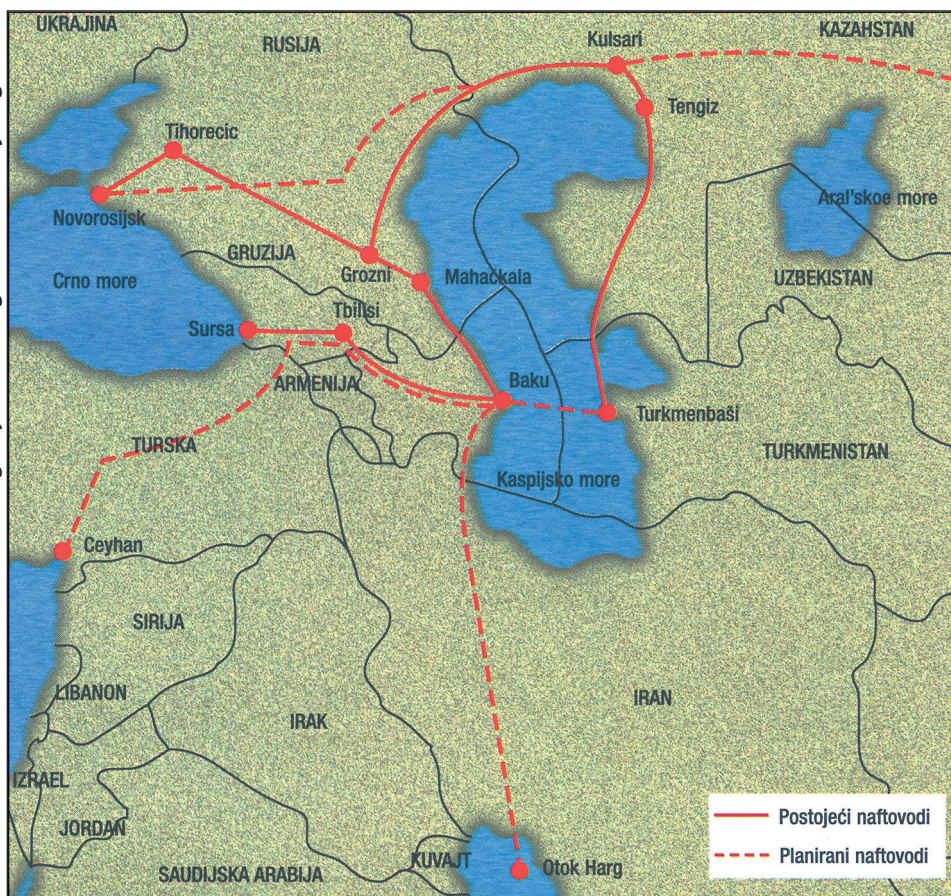 UKRAJINA
RUSIJA
Kulsari
KAZAHSTAN
Tengiz
Tihorecic
Novorosijsk
Aral'skoe more
GRUZIJA
Grozni
Mahačkala
Crno more
UZBEKISTAN
Tbilisi
Sursa
ARMENIJA
Baku
Turkmenbaši
TURSKA
TURKMENISTAN
Kaspijsko more
Ceyhan
SIRIJA
LIBANON
IRAK
IRAN
IZRAEL
JORDAN
SAUDIJSKA ARABIJA
KUVAJT
Otok Harg
Postojeći naftovodi
Planirani naftovodi